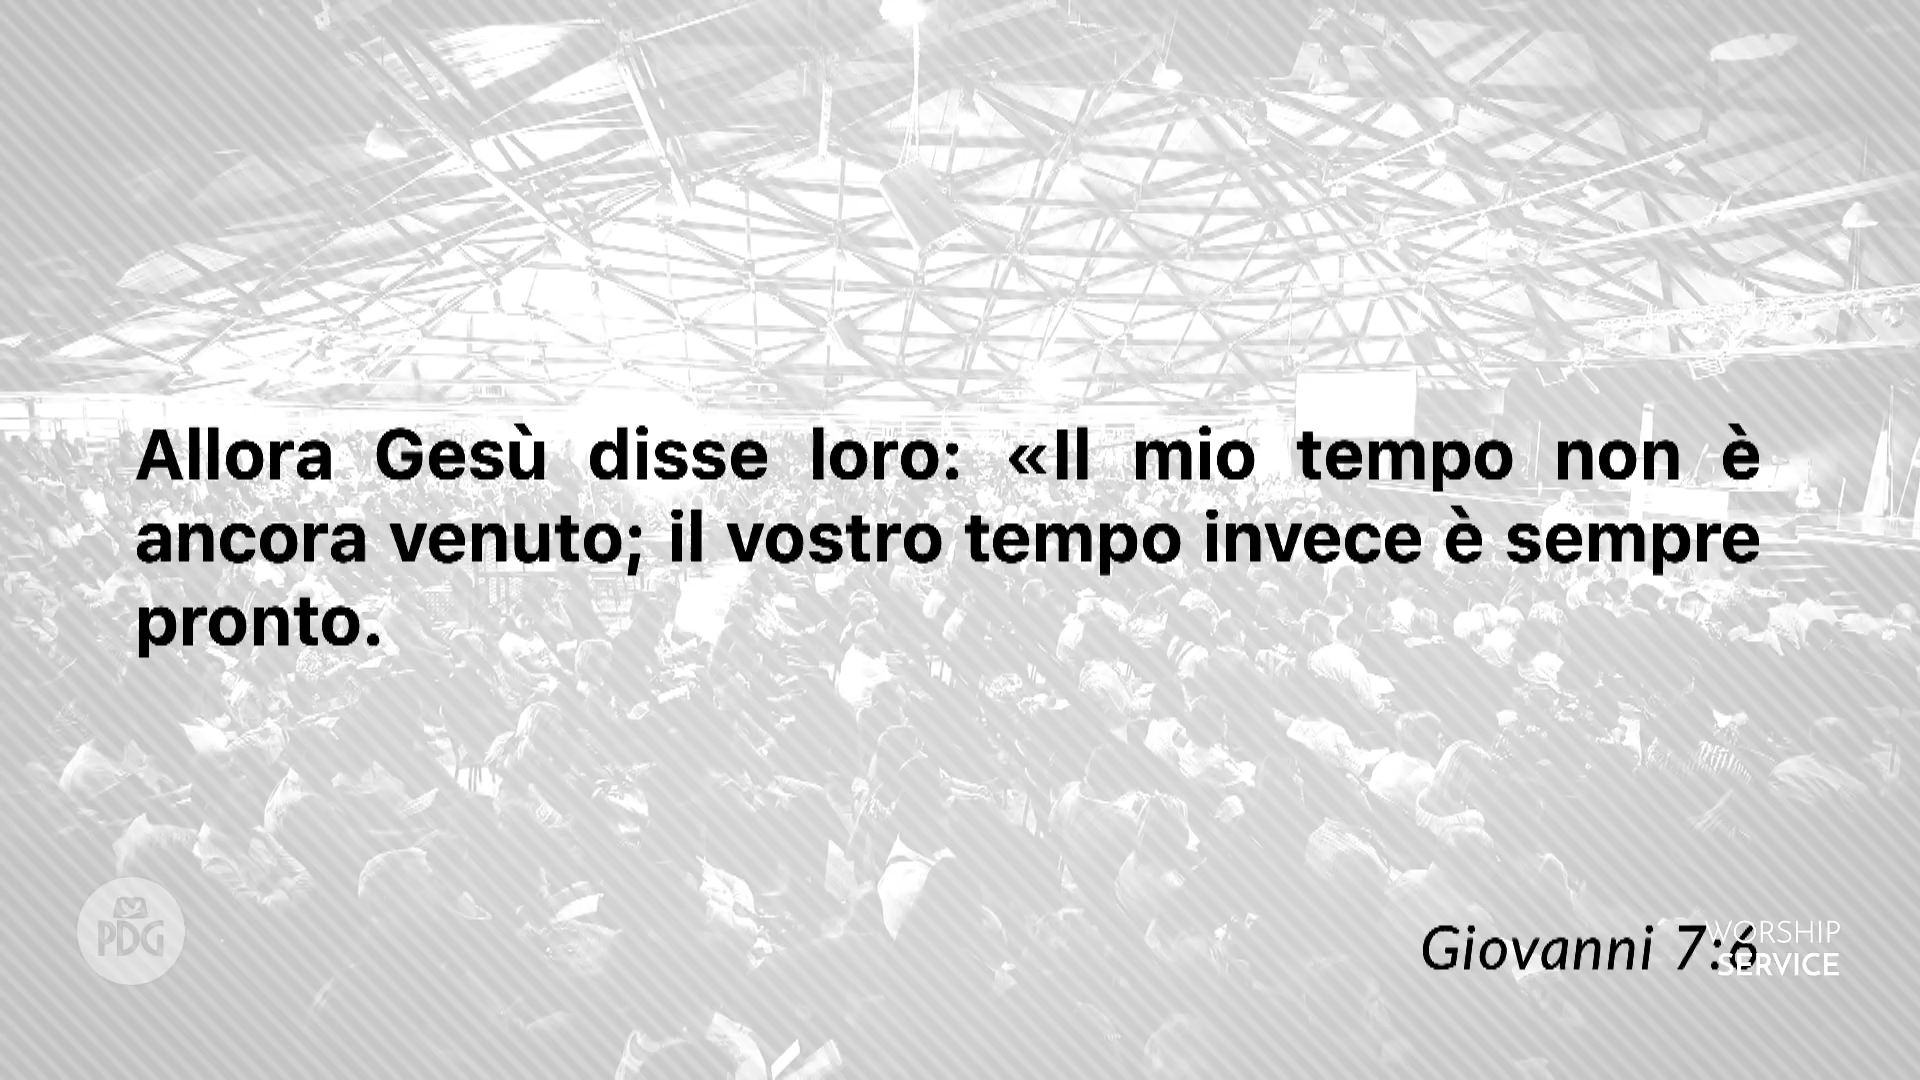 Allora Gesù disse loro: «Il mio tempo non è
ancora venuto; il vostro tempo invece è sempre
pronto.
PDG
Giovanni 7:6
WORSHIP
SERVICE